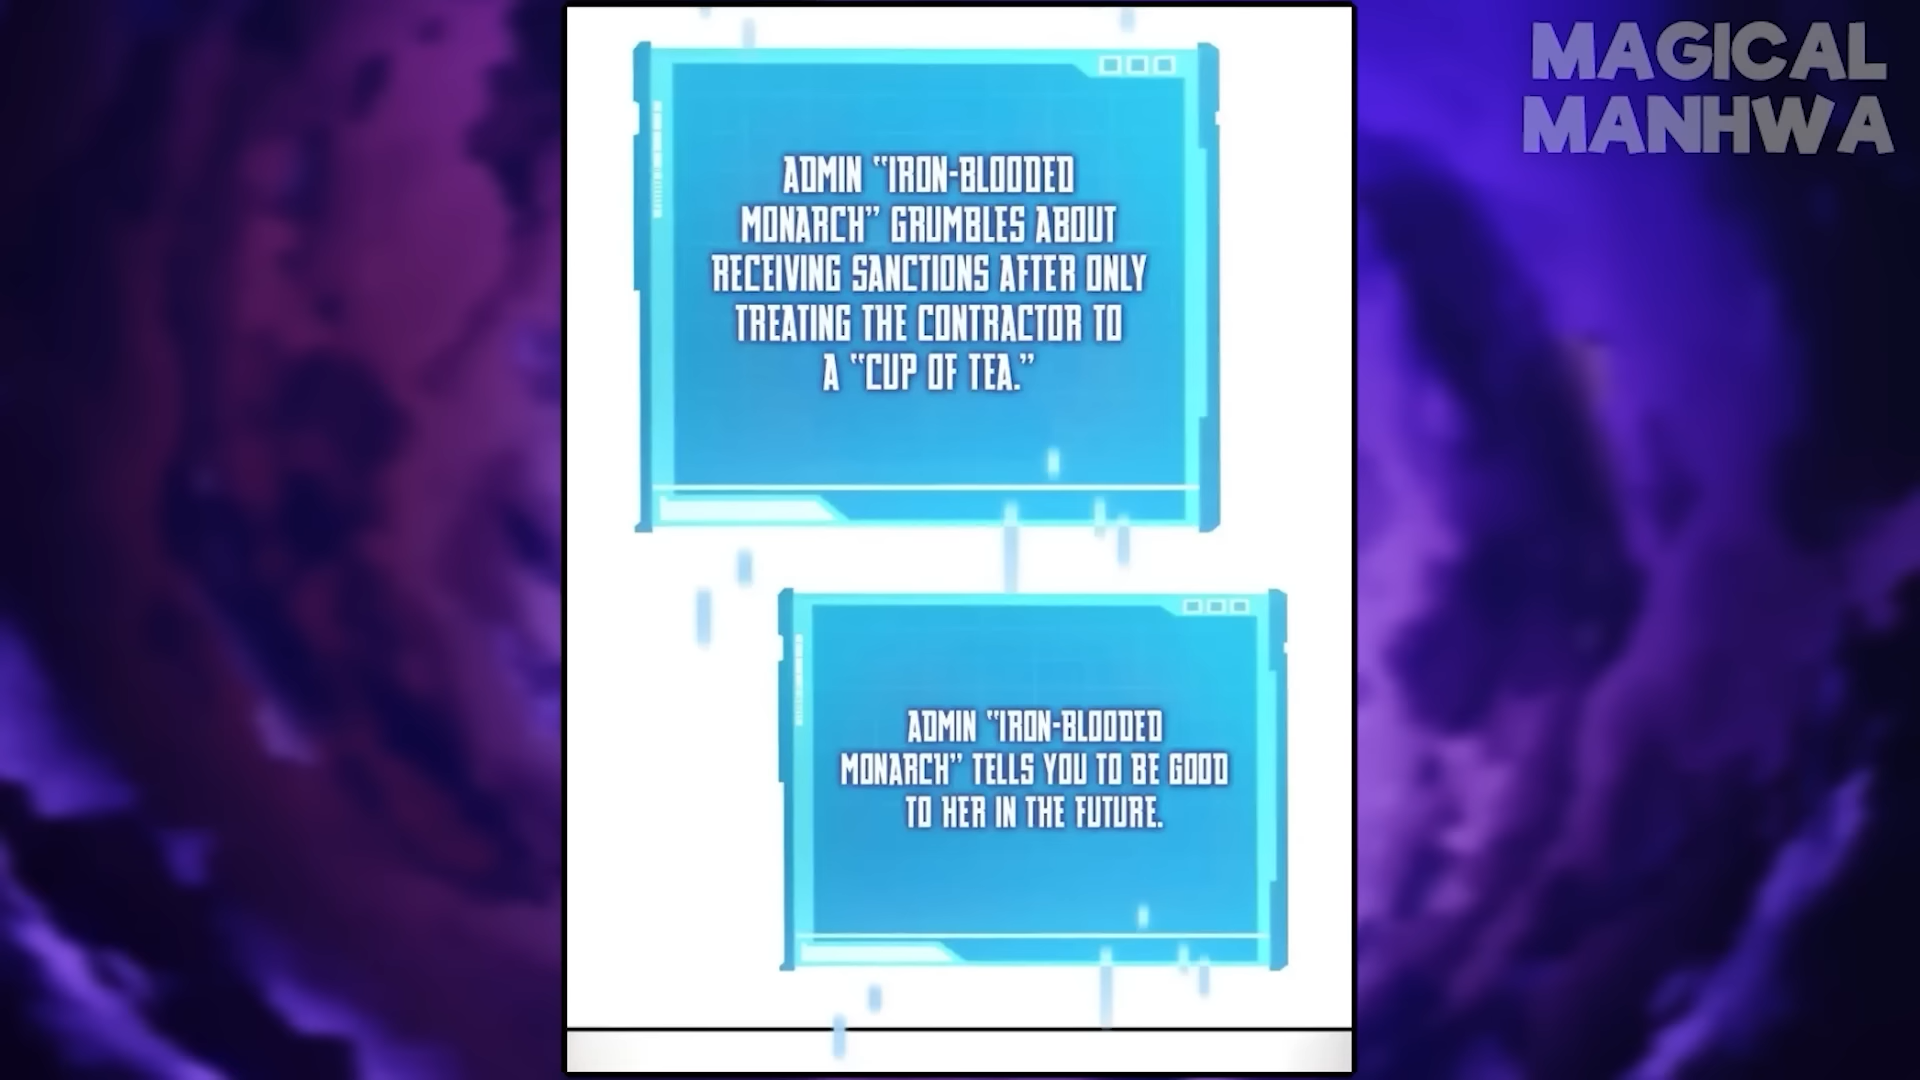 MAGICAL
MANHWA
ADMIN “IRON-BLOODED
MONARCH” GRUMBLES ABOUT
RECEIVING SANCTIONS AFTER ONLY
TREATING THE CONTRACTOR TO
A “CUP OF TEA.”
ADMIN “IRON-BLOODED
MONARCH” TELLS YOU TO BE GOOD
TO HER IN THE FUTURE.